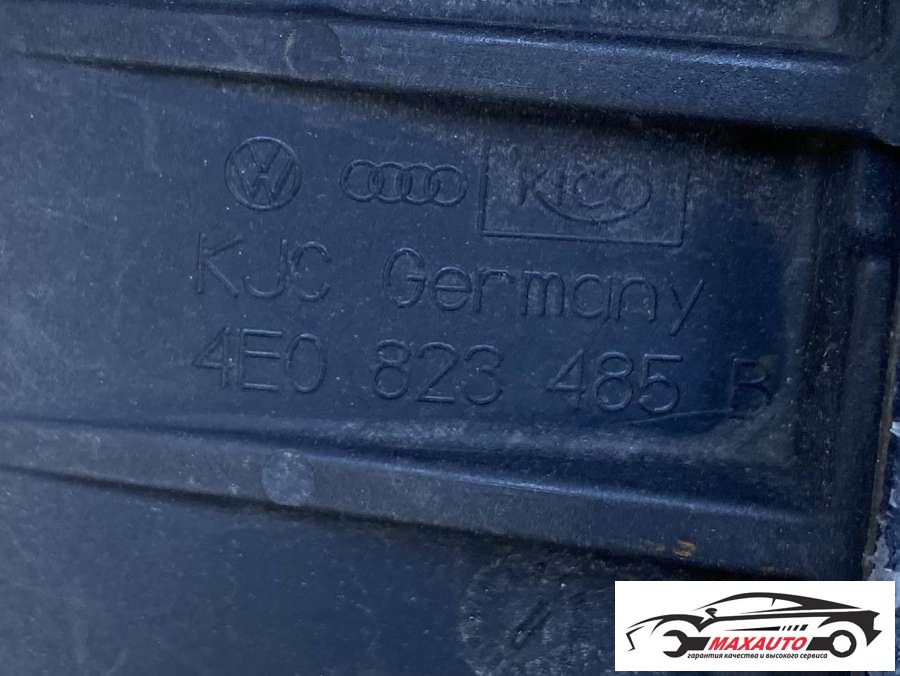 KICO
KJC Germany
4E0 823 485 B
MAXAUTO
гарантия качества и высокого сервиса